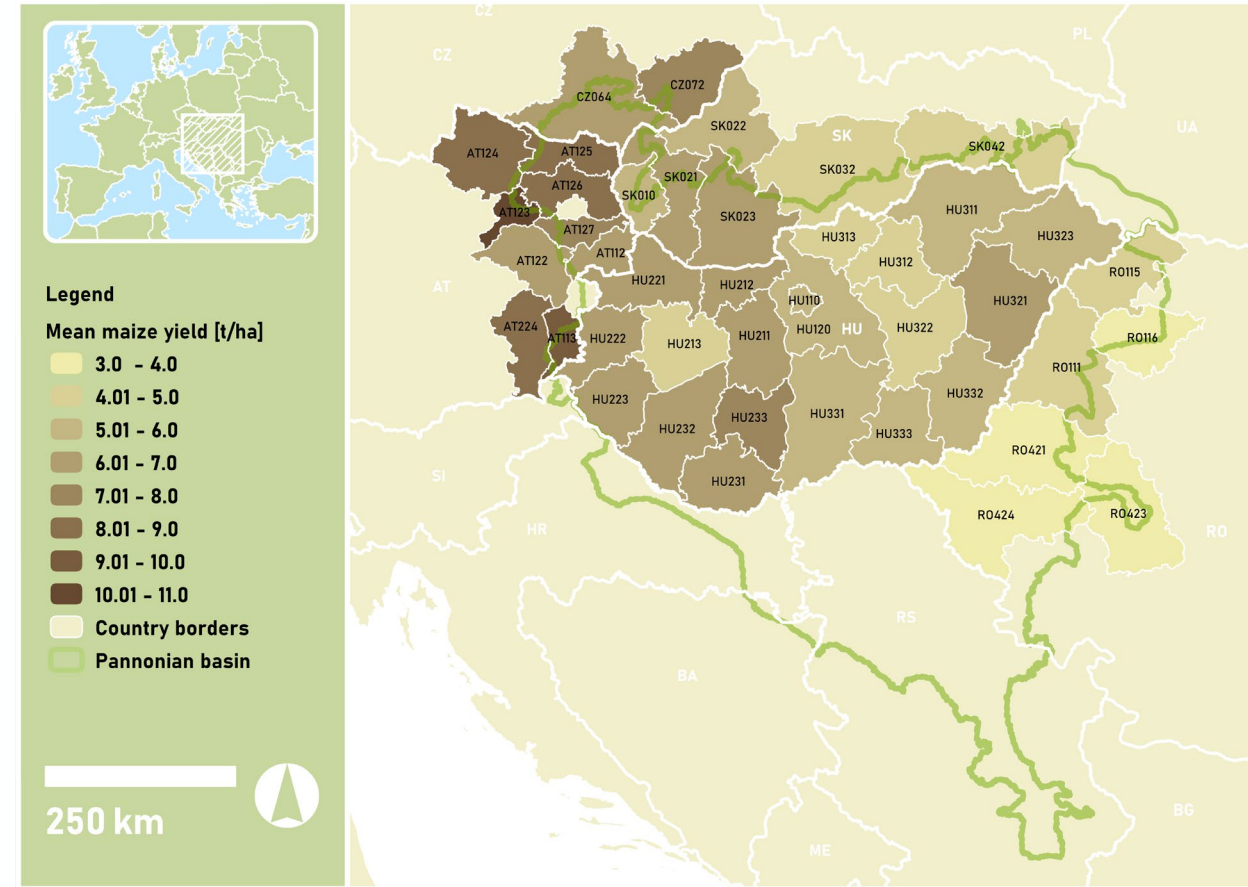 Legend
Mean maize yield [t/ha]
3.0 - 4.0
4.01 - 5.0
5.01 - 6.0
6.01 - 7.0
7.01 - 8.0
8.01 - 9.0
9.01 - 10.0
10.01 - 11.0
Country borders
Pannonian basin
250 km
CZ
PL
CZ
CZ072
CZ064
SK022
UA
SK
AT125
AT124
SK042
SK032
SK021
AT126
SK010
HU311
AT123
SK023
AT127
HU313
HU323
AT112
AT122
HU312
RO115
AT
HU221
HU212
HU110
HU321
AT224
HU120
HU
HU322
AT113
HU222
HU211
HU213
RO116
RO111
HU332
HU223
HU331
HU233
HU232
HU333
RO421
SI
HU231
RO424
RO423
HR
RO
RS
BA
BG
ME